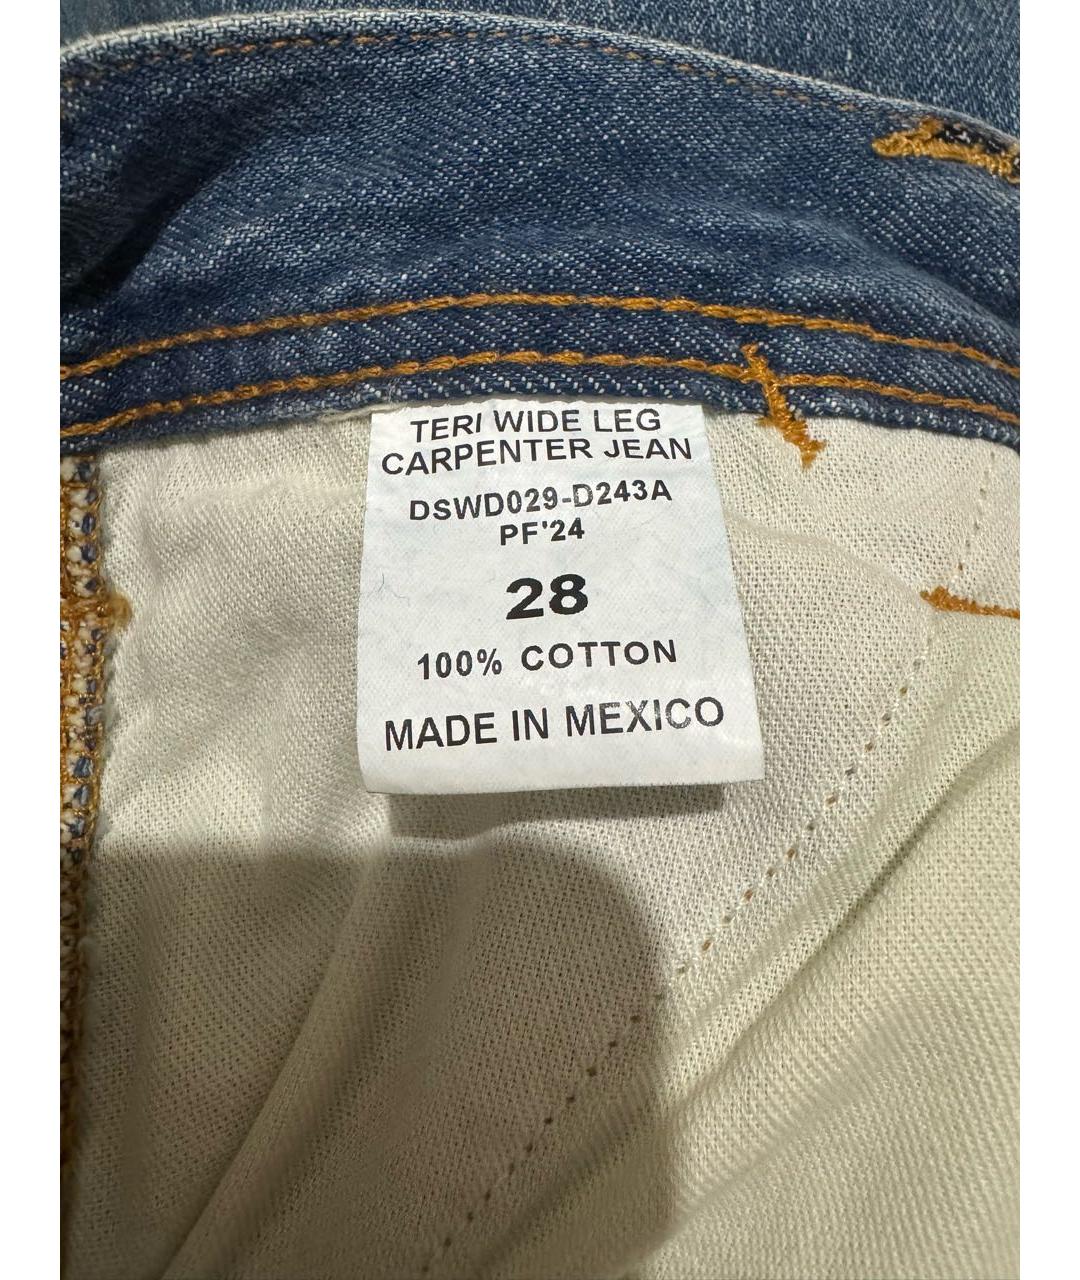 TERI WIDE LEG
CARPENTER JEAN
DSWD029-D243A
PF'24
28
100% COTTON
MADE IN MEXICO